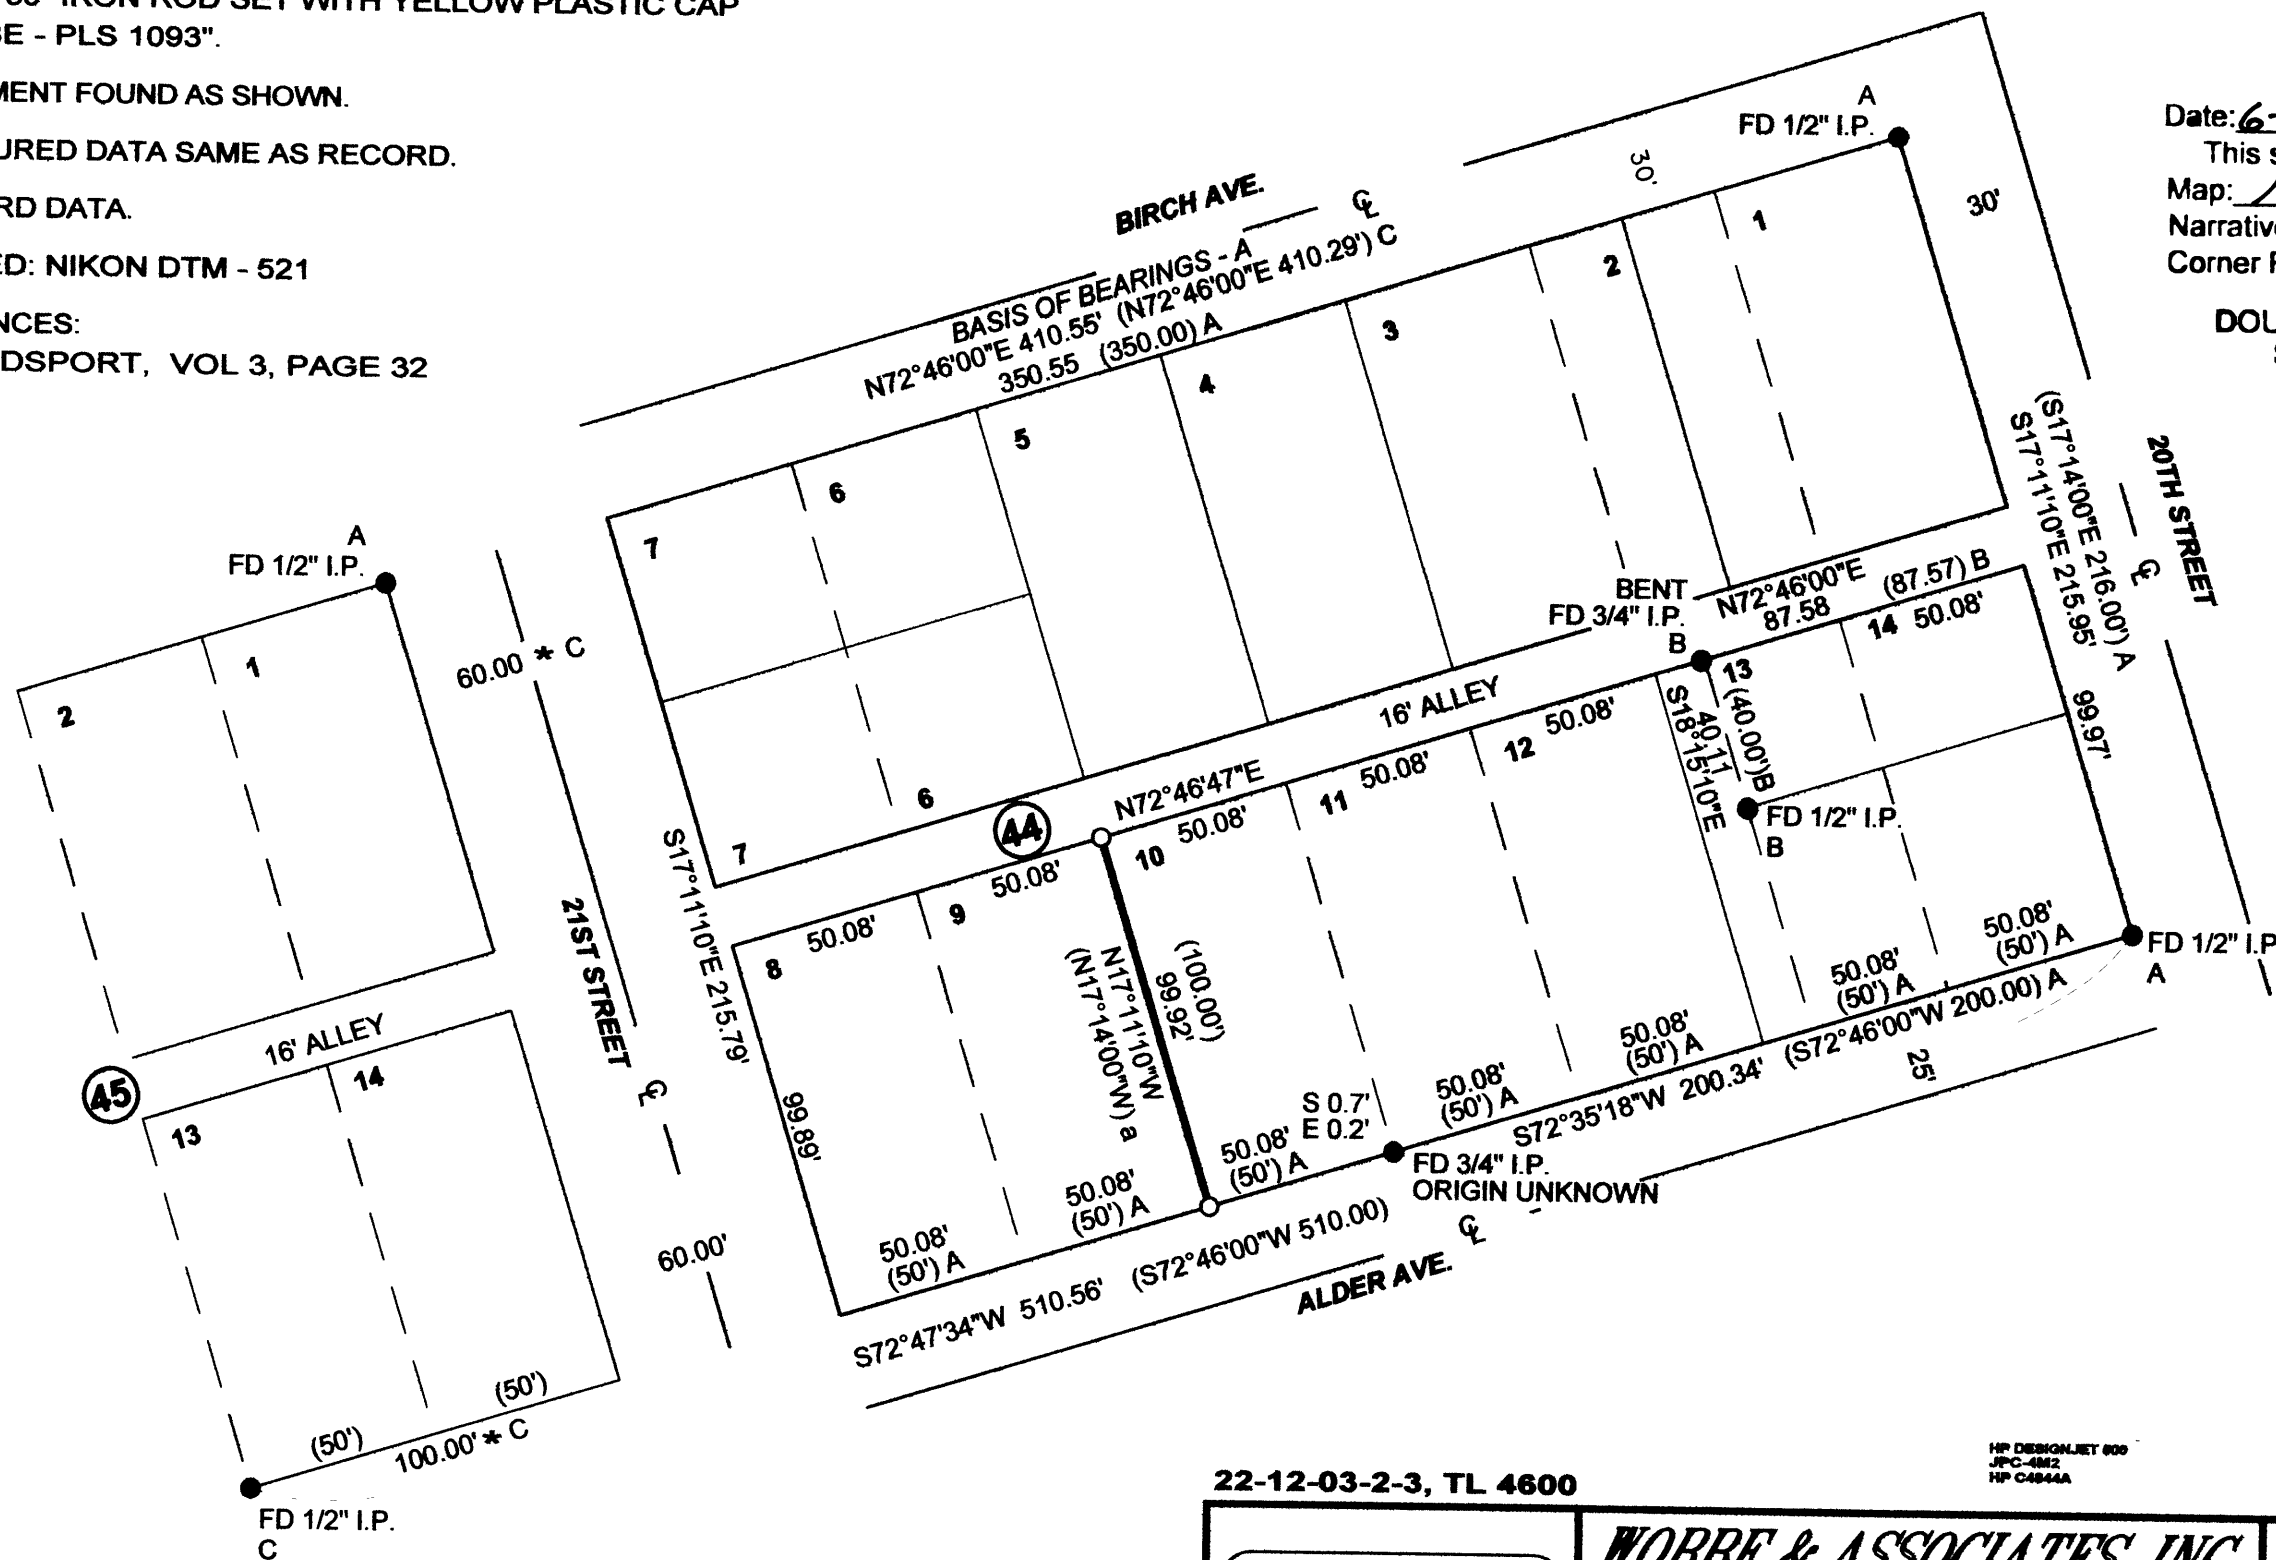 IRON ROD SET WITH YELLOW PLASTIC CAP
- PLS 1093".
FOUND AS SHOWN.
DATA SAME AS RECORD.
DATA.
NIKON DTM - 521
VOL 3, PAGE 32
Date:
This
Map:
Corner
A
FD 1/2" I.P.
30'
30'
BIRCH AVE.
℄
BASIS OF BEARINGS - A
N72°46'00"E 410.55' (N72°46'00"E 410.29') C
350.55 (350.00) A
1
2
3
4
5
6
7
(S17°14'00"E 216.00') A
S17°11'10"E 215.95'
20TH STREET
℄
A
FD 1/2" I.P.
60.00 * C
1
2
BENT
FD 3/4" I.P.
B
N72°46'00"E
87.58
(87.57) B
14
50.08'
13
(40.00')B
40.11
S18°15'10"E
99.97'
16' ALLEY
50.08'
12
50.08'
11
N72°46'47"E
50.08'
10
6
7
44
50.08'
9
50.08'
8
FD 1/2" I.P.
B
S17°11'10"E 215.79'
21ST STREET
℄
(100.00')
99.92'
N17°11'10"W
(N17°14'00"W) a
99.89'
50.08'
(50') A
50.08'
(50') A
FD 1/2" I.P
A
16' ALLEY
45
14
13
S 0.7'
E 0.2'
50.08'
(50') A
50.08'
(50') A
50.08'
(50') A
50.08'
(50') A
50.08'
(50') A
S72°35'18"W 200.34' (S72°46'00"W 200.00) A
25'
FD 3/4" I.P.
ORIGIN UNKNOWN
℄
S72°47'34"W 510.56' (S72°46'00"W 510.00)
ALDER AVE.
60.00'
(50')
(50')
100.00' * C
FD 1/2" I.P.
C
HP DESIGNJET 800
JPC-4M2
HP C4844A
22-12-03-2-3, TL 4600
WOBBE & ASSOCIATES, INC